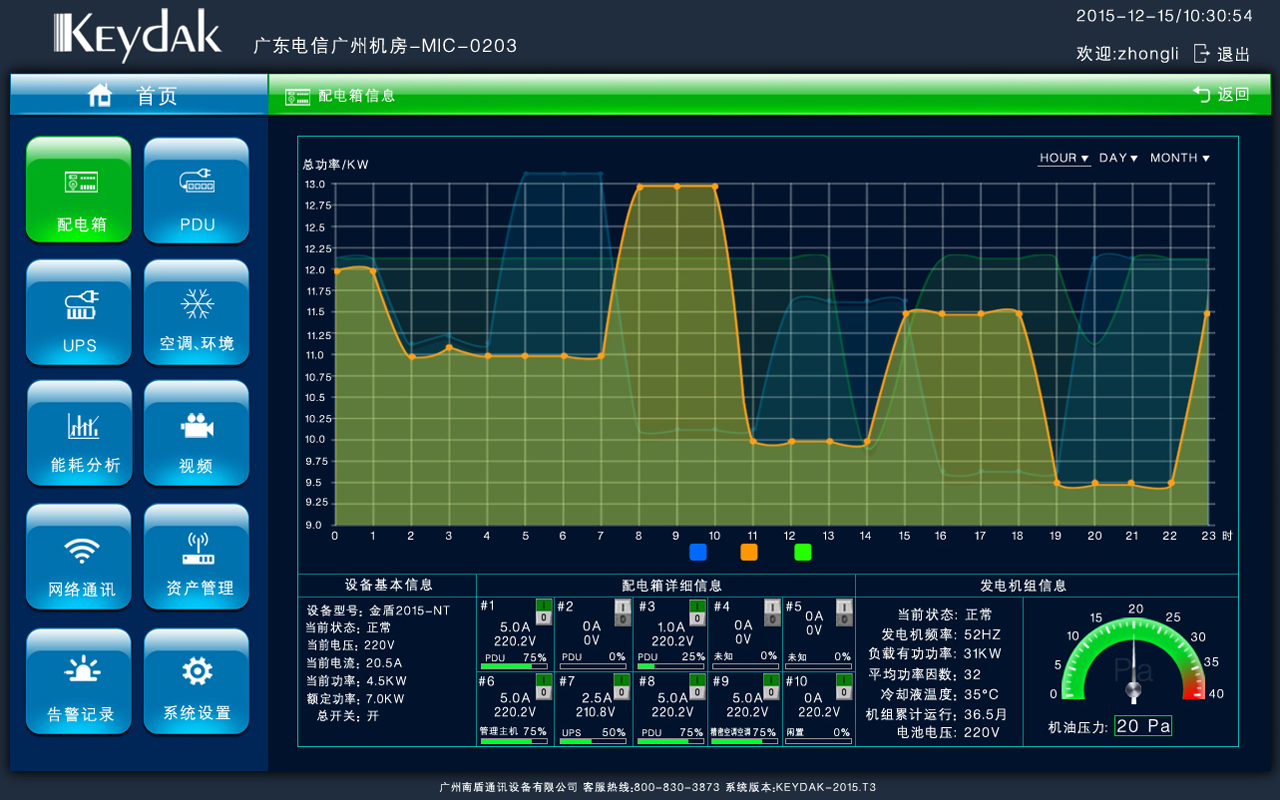 KEYdAk
广东电信广州机房-MIC-0203
2015-12-15/10:30:54
欢迎:zhongli 退出
首页
配电箱信息
返回
配电箱
PDU
UPS
空调、环境
能耗分析
视频
网络通讯
资产管理
告警记录
系统设置
总功率/KW
HOUR▼ DAY▼ MONTH▼
13.0
12.75
12.5
12.25
12.0
11.75
11.5
11.25
11.0
10.75
10.5
10.25
10.0
9.75
9.5
9.25
9.0
0 1 2 3 4 5 6 7 8 9 10 11 12 13 14 15 16 17 18 19 20 21 22 23 时
设备基本信息
设备型号: 金盾2015-NT
当前状态: 正常
当前电压: 220V
当前电流: 20.5A
当前功率: 4.5KW
额定功率: 7.0KW
总开关: 开
配电箱详细信息
#1 I 0
5.0A
220.2V
PDU 75%
#2 I 0
0A
0V
PDU 0%
#3 I 0
1.0A
220.2V
PDU 25%
#4 I 0
0A
0V
未知 0%
#5 I 0
0A
0V
未知 0%
#6 I 0
5.0A
220.2V
管理主机 75%
#7 I 0
2.5A
210.8V
UPS 50%
#8 I 0
5.0A
220.2V
PDU 75%
#9 I 0
5.0A
220.2V
精密空调空调 75%
#10 I 0
0A
220.2V
闲置 0%
发电机组信息
当前状态: 正常
发电机频率: 52HZ
负载有功功率: 31KW
平均功率因数: 32
冷却液温度: 35°C
机组累计运行: 36.5月
电池电压: 220V
0 5 10 15 20 25 30 35 40
Pa
机油压力: 20 Pa
广州南盾通讯设备有限公司 客服热线:800-830-3873 系统版本:KEYDAK-2015.T3